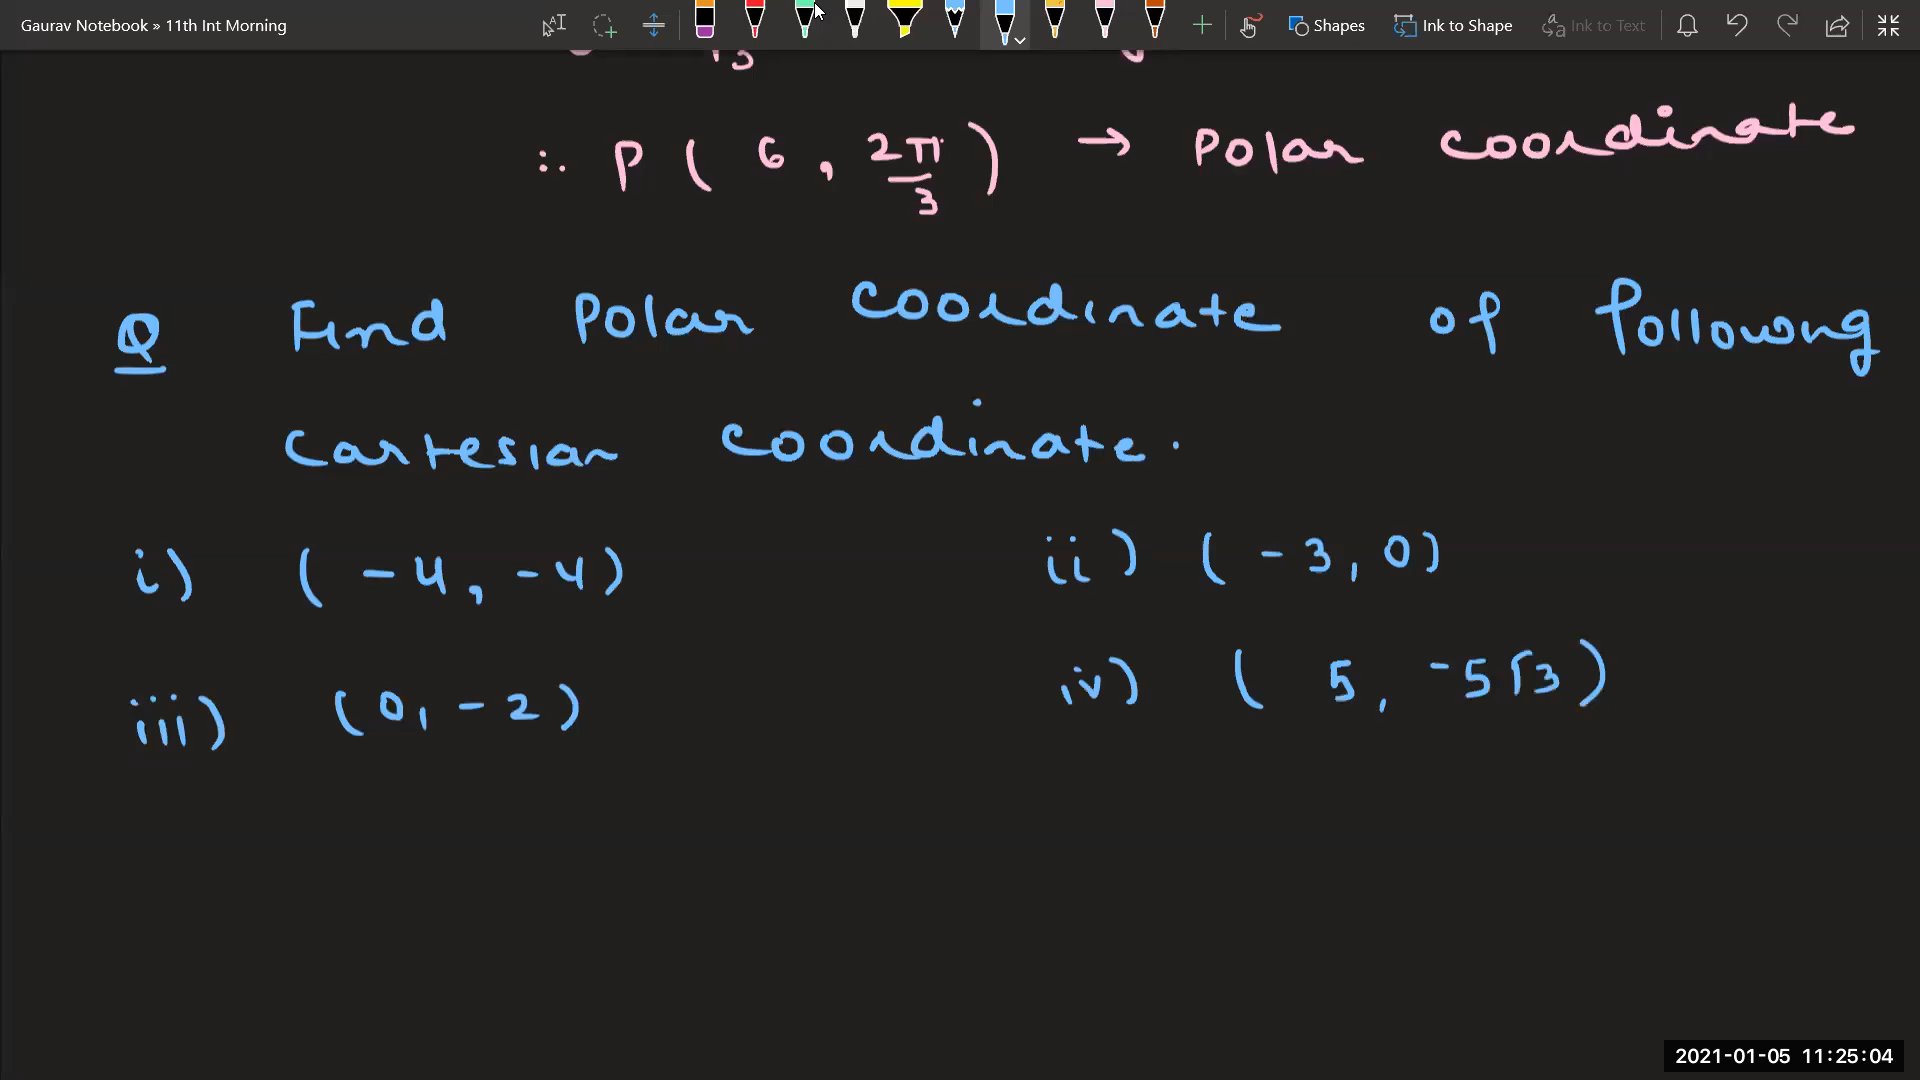 Gaurav Notebook » 11th Int Morning
Shapes
Ink to Shape
Ink to Text
∴ P ( 6 , 2π/3 ) → Polar coordinate
Q Find Polar coordinate of following
Cartesian coordinate.
i) ( -4, -4)
ii) ( -3, 0)
iii) (0, -2)
iv) ( 5, -5√3 )
2021-01-05 11:25:04